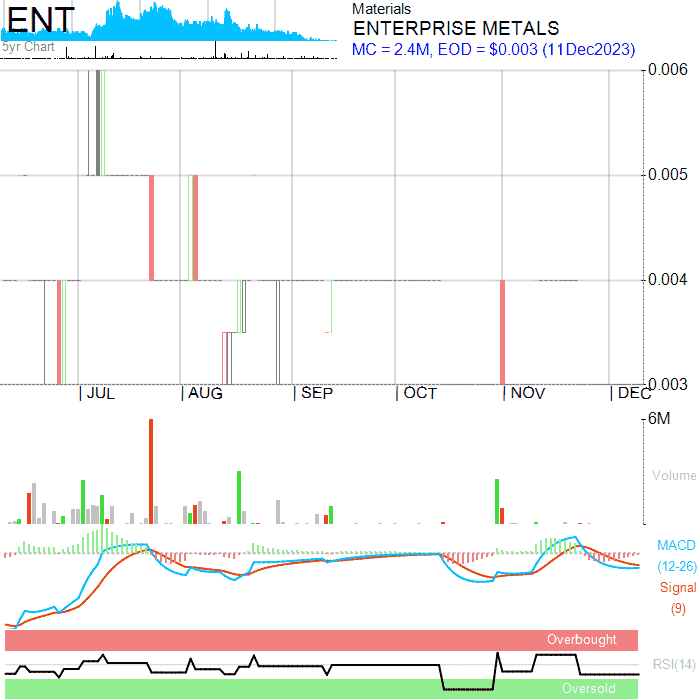 ENT
5yr Chart
Materials
ENTERPRISE METALS
MC = 2.4M, EOD = $0.003 (11Dec2023)
0.006
0.005
0.004
0.003
JUL AUG SEP OCT NOV DEC
6M
Volume
MACD
(12-26)
Signal
(9)
Overbought
RSI(14)
Oversold